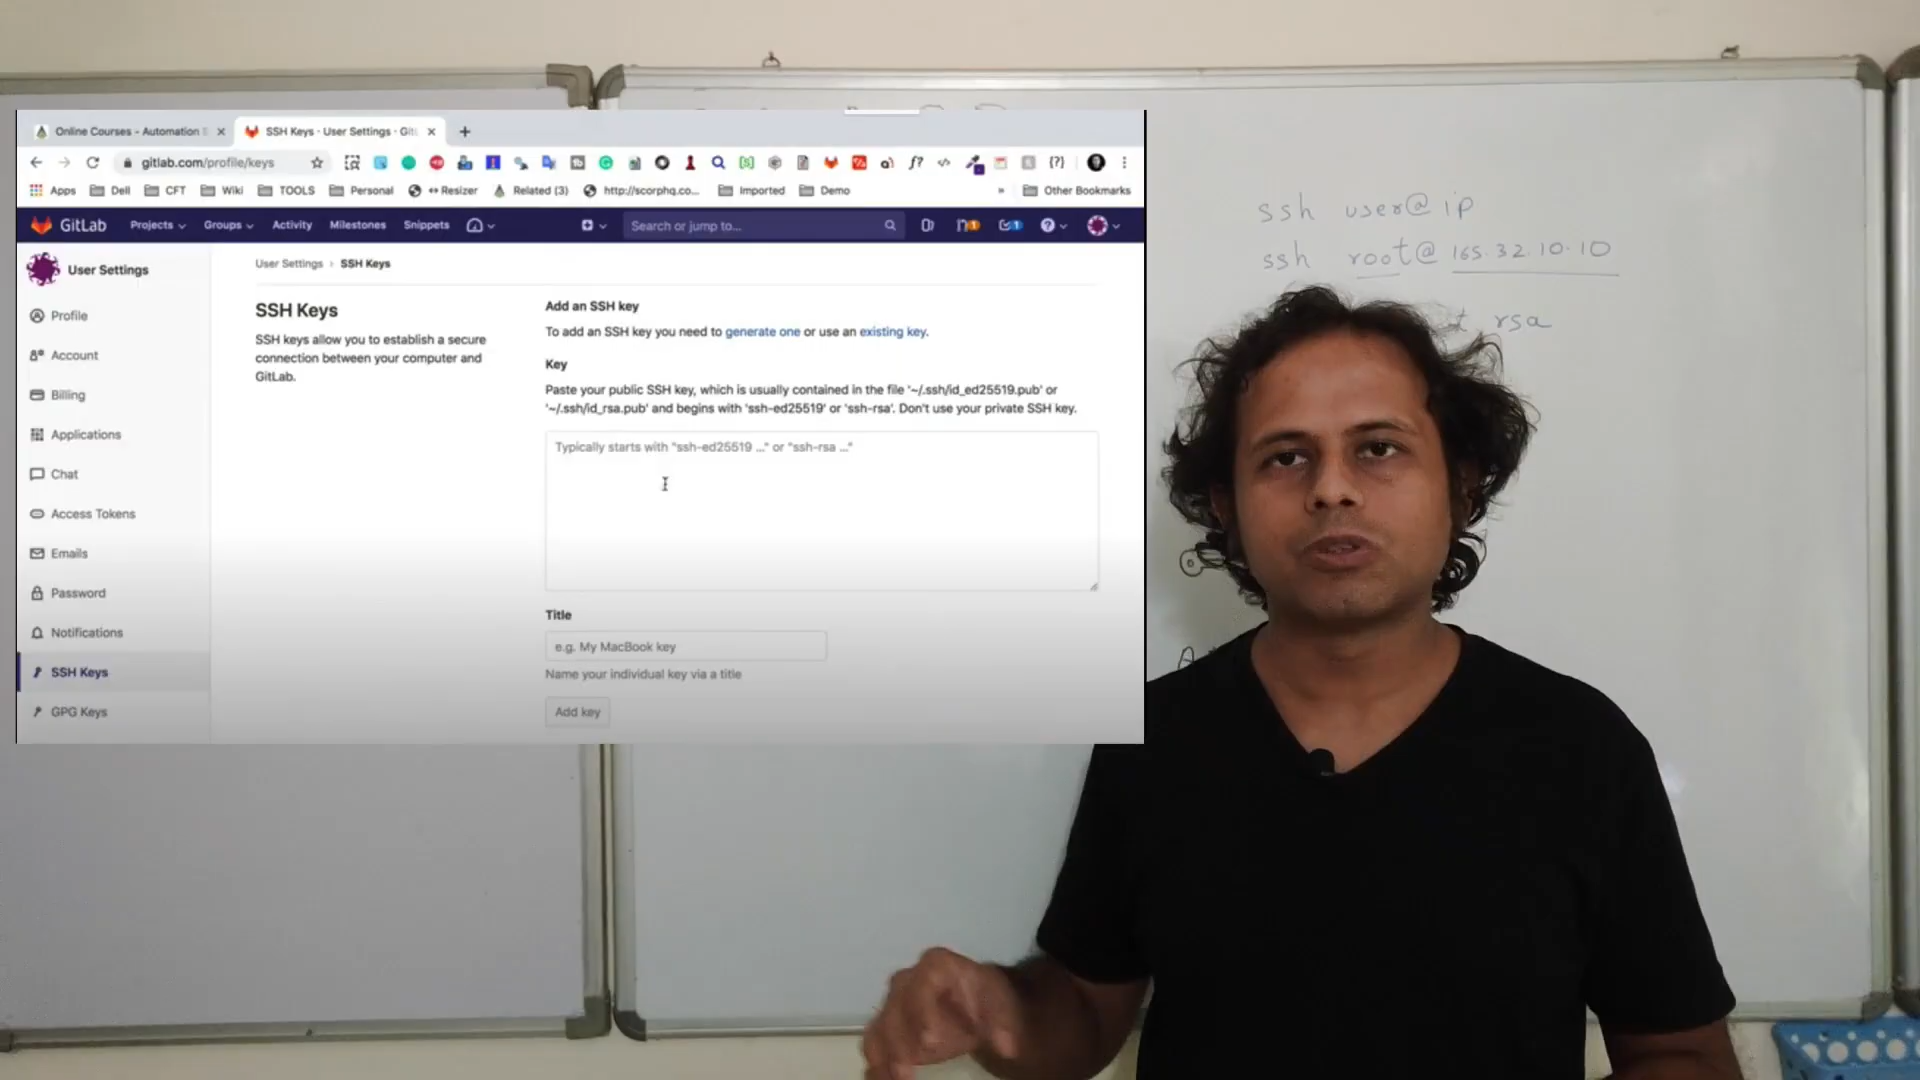 Online Courses - Automation
SSH Keys · User Settings · Git
gitlab.com/profile/keys
Apps Dell CFT Wiki TOOLS Personal ↔ Resizer Related (3) http://scorphq.co... Imported Demo » Other Bookmarks
GitLab Projects Groups Activity Milestones Snippets Search or jump to...
User Settings
Profile
Account
Billing
Applications
Chat
Access Tokens
Emails
Password
Notifications
SSH Keys
GPG Keys
User Settings › SSH Keys
SSH Keys
SSH keys allow you to establish a secure
connection between your computer and
GitLab.
Add an SSH key
To add an SSH key you need to generate one or use an existing key.
Key
Paste your public SSH key, which is usually contained in the file '~/.ssh/id_ed25519.pub' or
'~/.ssh/id_rsa.pub' and begins with 'ssh-ed25519' or 'ssh-rsa'. Don't use your private SSH key.
Typically starts with "ssh-ed25519 ..." or "ssh-rsa ..."
Title
e.g. My MacBook key
Name your individual key via a title
Add key
ssh user@ip
ssh root@165.32.10.10
rsa